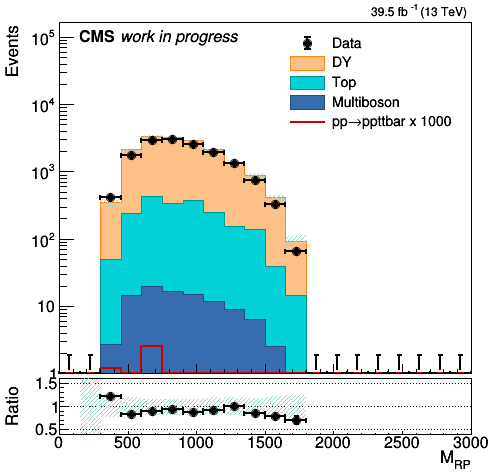 39.5 fb⁻¹ (13 TeV)
CMS work in progress
Events
Data
DY
Top
Multiboson
pp→ppttbar x 1000
10⁵
10⁴
10³
10²
10
1
Ratio
1.5
1
0.5
0 500 1000 1500 2000 2500 3000
M_RP